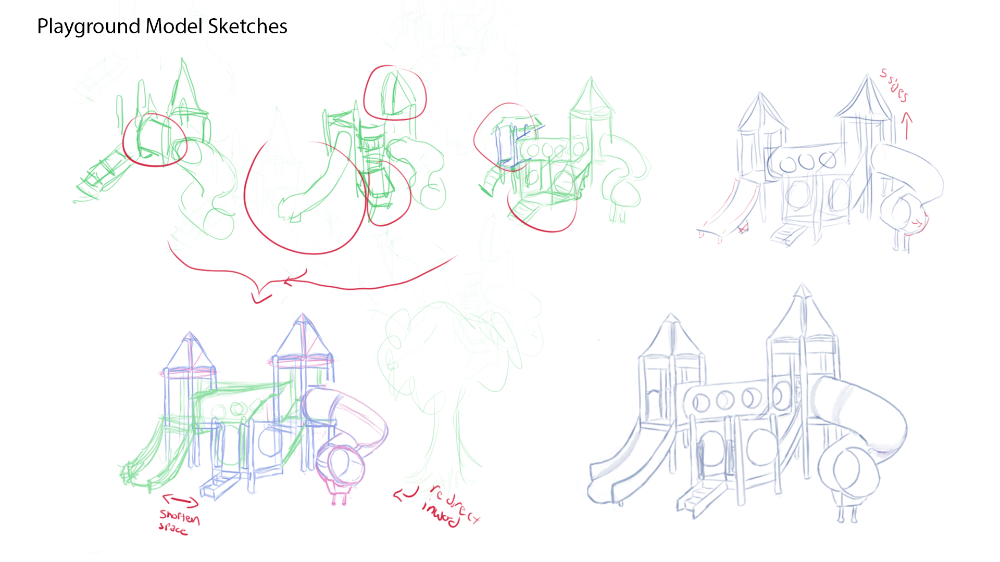 Playground Model Sketches
5 sides
Shorten
space
redirect
inward